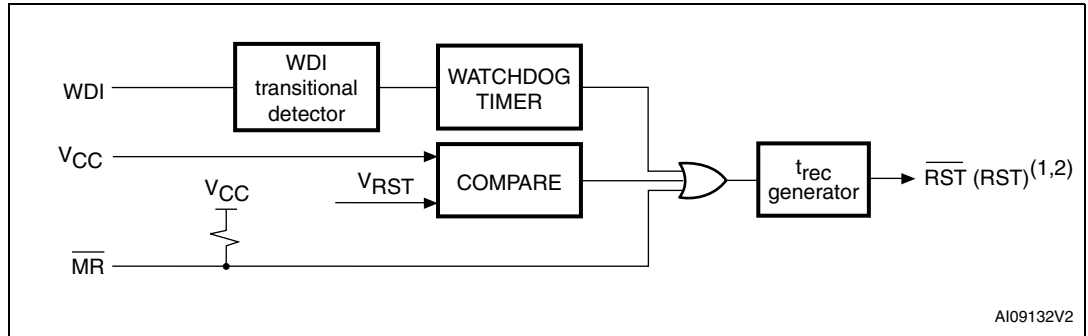 WDI
WDI
transitional
detector
WATCHDOG
TIMER
VCC
VRST
COMPARE
VCC
MR
trec
generator
RST (RST)(1,2)
AI09132V2